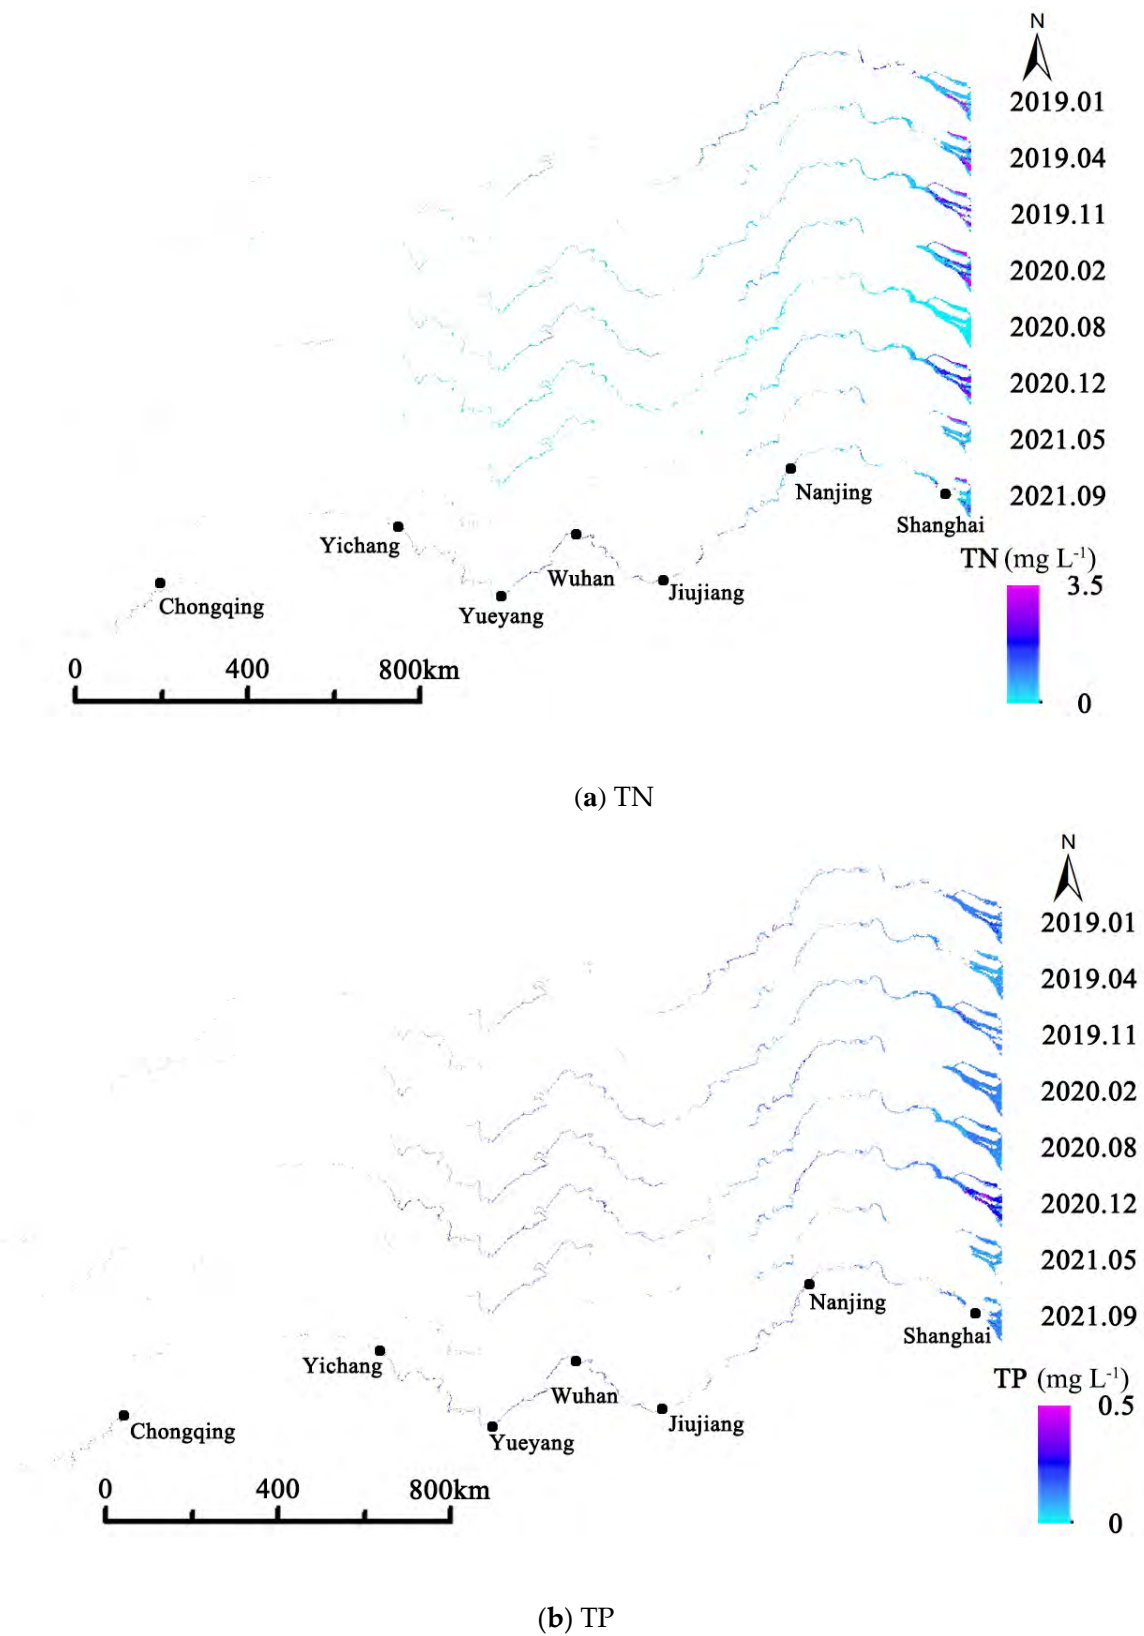 N
2019.01
2019.04
2019.11
2020.02
2020.08
2020.12
2021.05
2021.09
Nanjing
Shanghai
Yichang
Wuhan
Jiujiang
Chongqing
Yueyang
TN (mg L⁻¹)
3.5
0
0 400 800km
(a) TN
N
2019.01
2019.04
2019.11
2020.02
2020.08
2020.12
2021.05
2021.09
Nanjing
Shanghai
Yichang
Wuhan
Jiujiang
Chongqing
Yueyang
TP (mg L⁻¹)
0.5
0
0 400 800km
(b) TP